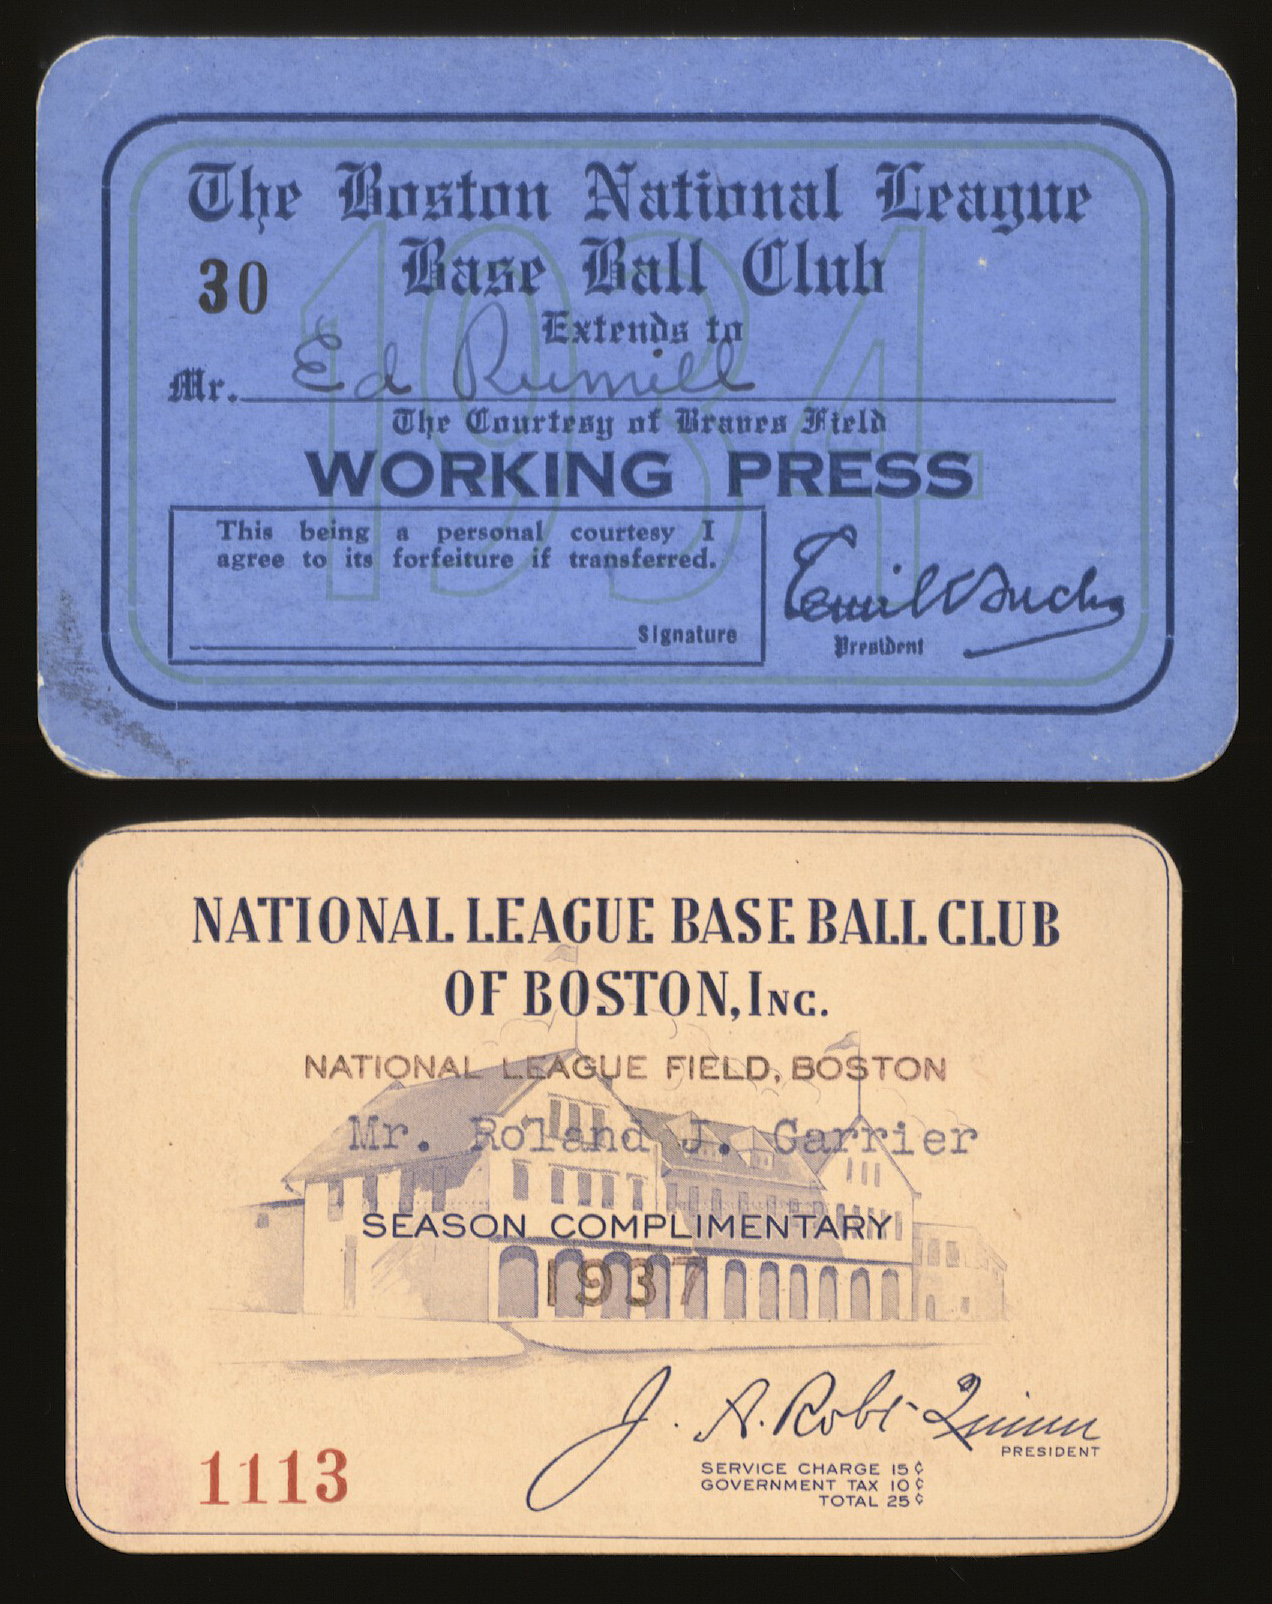 The Boston National League
Base Ball Club
30
1934
Extends to
Mr. Ed Rumill
The Courtesy of Braves Field
WORKING PRESS
This being a personal courtesy I
agree to its forfeiture if transferred.
Signature
Emil Fuchs
President
NATIONAL LEAGUE BASE BALL CLUB
OF BOSTON, INC.
NATIONAL LEAGUE FIELD, BOSTON
Mr. Roland J. Garrier
SEASON COMPLIMENTARY
1937
J. A. Robt Quinn
PRESIDENT
1113
SERVICE CHARGE 15¢
GOVERNMENT TAX 10¢
TOTAL 25¢